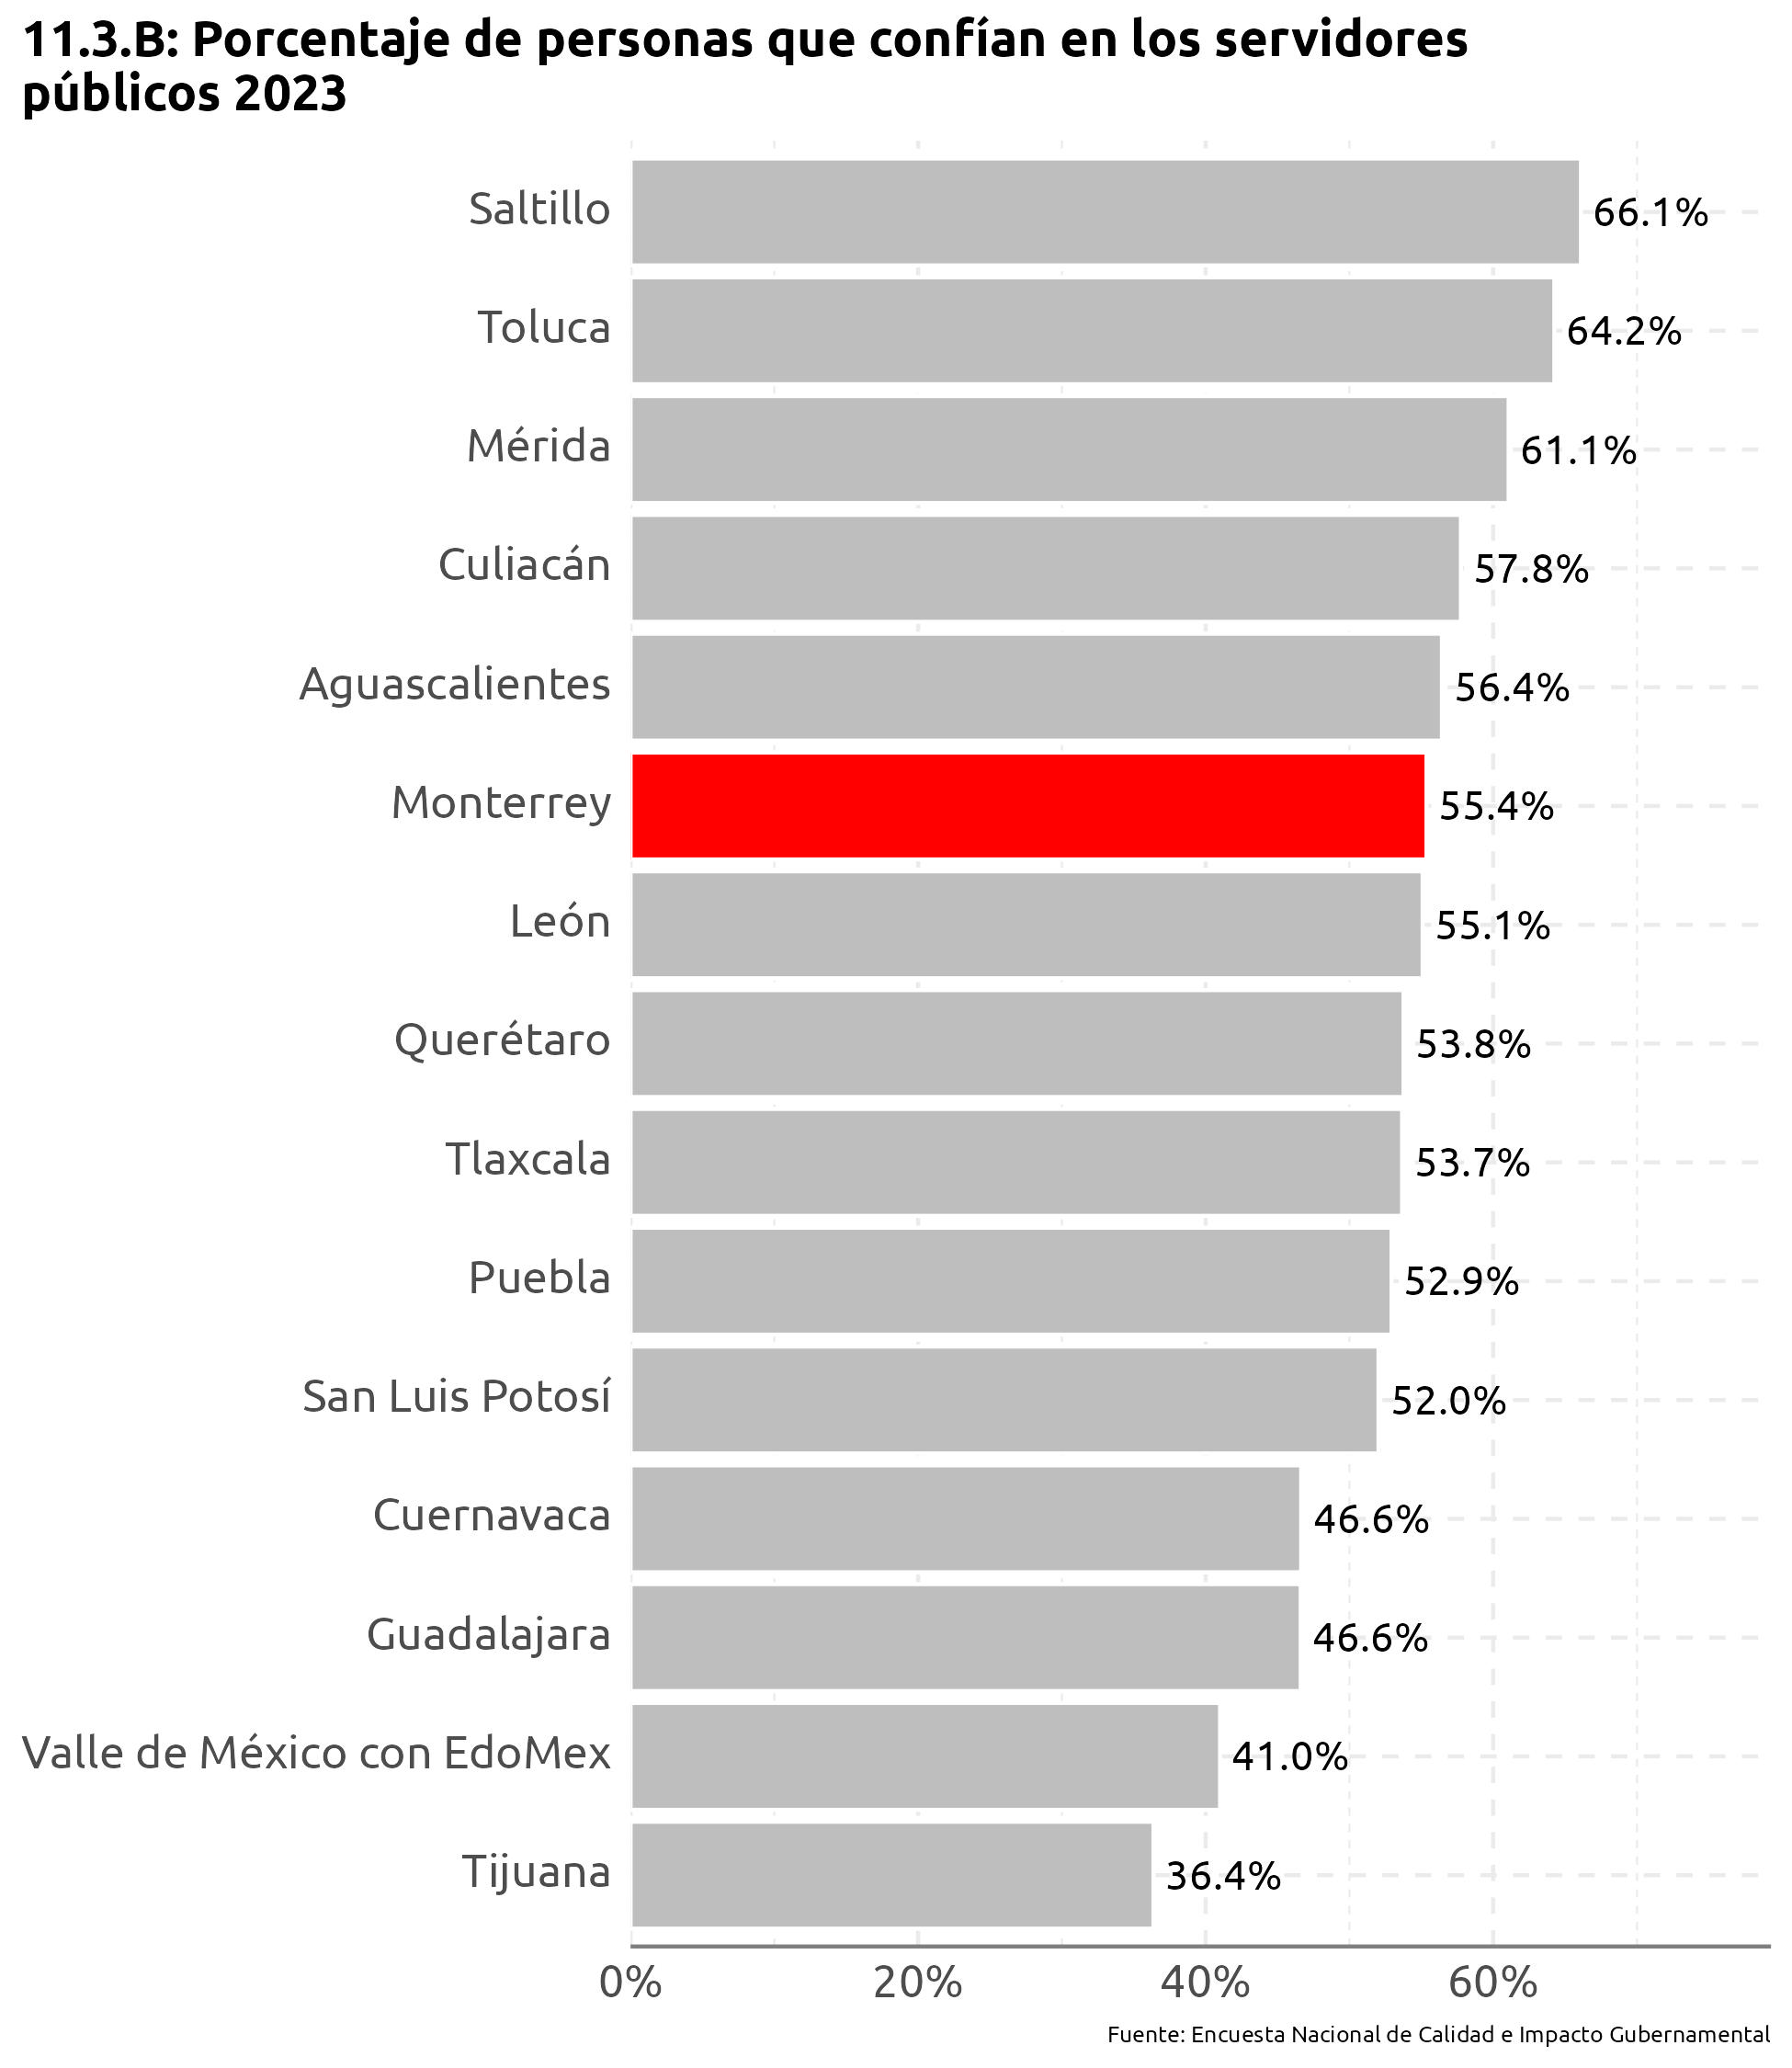 11.3.B: Porcentaje de personas que confían en los servidores
públicos 2023
Saltillo 66.1%
Toluca 64.2%
Mérida 61.1%
Culiacán 57.8%
Aguascalientes 56.4%
Monterrey 55.4%
León 55.1%
Querétaro 53.8%
Tlaxcala 53.7%
Puebla 52.9%
San Luis Potosí 52.0%
Cuernavaca 46.6%
Guadalajara 46.6%
Valle de México con EdoMex 41.0%
Tijuana 36.4%
0% 20% 40% 60%
Fuente: Encuesta Nacional de Calidad e Impacto Gubernamental